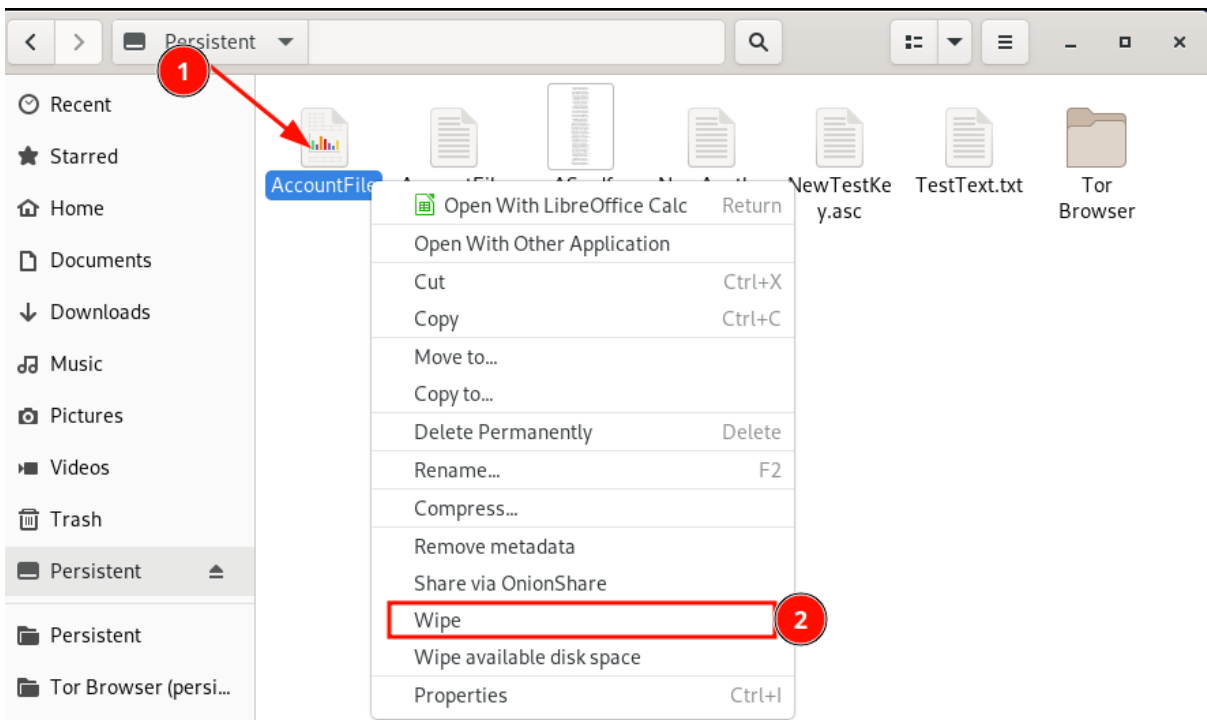 Persistent
1
Recent
Starred
Home
Documents
Downloads
Music
Pictures
Videos
Trash
Persistent
Persistent
Tor Browser (persi...
AccountFile
NewTestKe
y.asc
TestText.txt
Tor
Browser
Open With LibreOffice Calc Return
Open With Other Application
Cut Ctrl+X
Copy Ctrl+C
Move to...
Copy to...
Delete Permanently Delete
Rename... F2
Compress...
Remove metadata
Share via OnionShare
Wipe
2
Wipe available disk space
Properties Ctrl+I